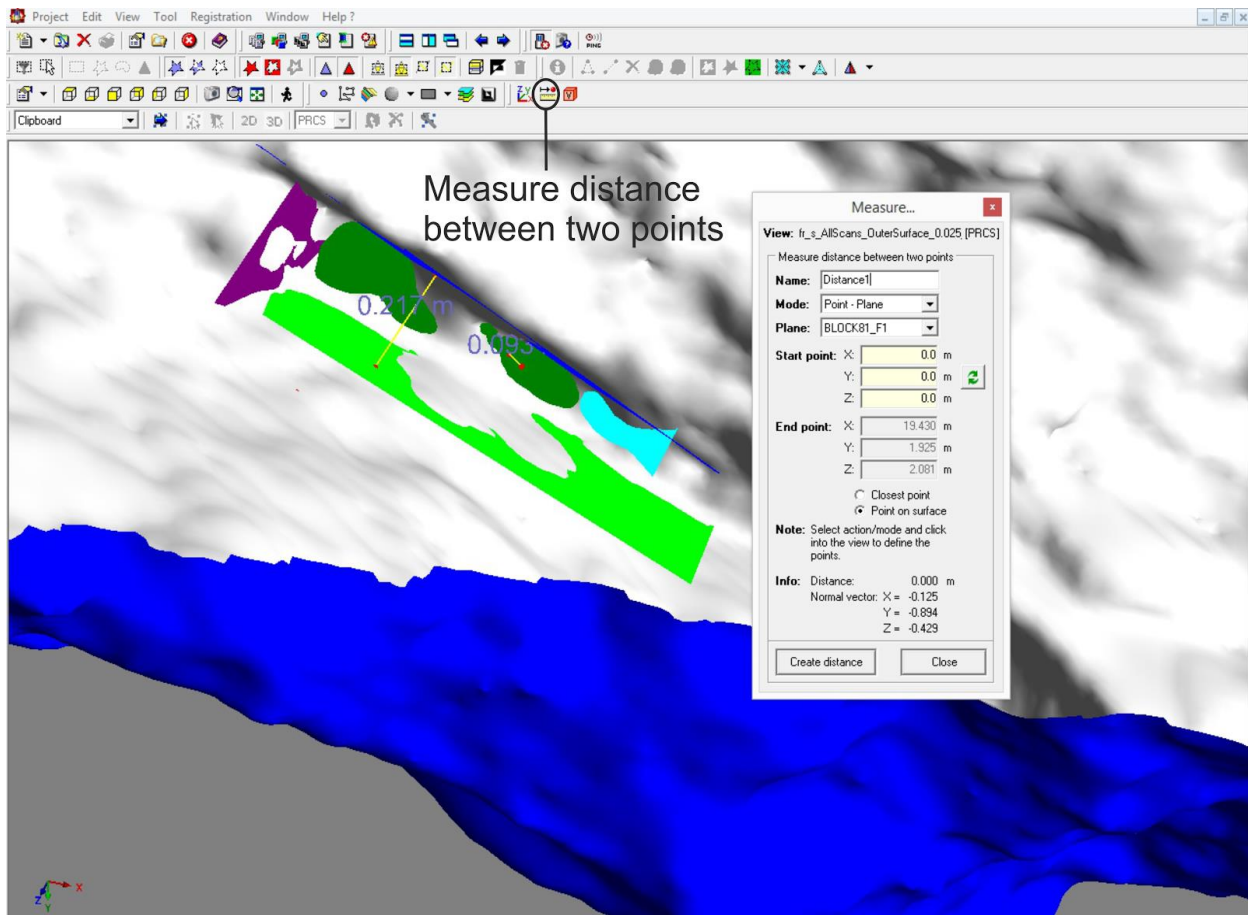 Project Edit View Tool Registration Window Help ?
PING
Clipboard 2D 3D PRCS
Measure distance
between two points
0.217 m
0.093
Measure...
View: fr_s_AllScans_OuterSurface_0.025 [PRCS]
Measure distance between two points
Name: Distance1
Mode: Point - Plane
Plane: BLOCK81_F1
Start point: X: 0.0 m
Y: 0.0 m
Z: 0.0 m
End point: X: 19.430 m
Y: 1.925 m
Z: 2.081 m
Closest point
Point on surface
Note: Select action/mode and click
into the view to define the
points.
Info: Distance: 0.000 m
Normal vector: X = -0.125
Y = -0.894
Z = -0.429
Create distance Close
Z X
Y